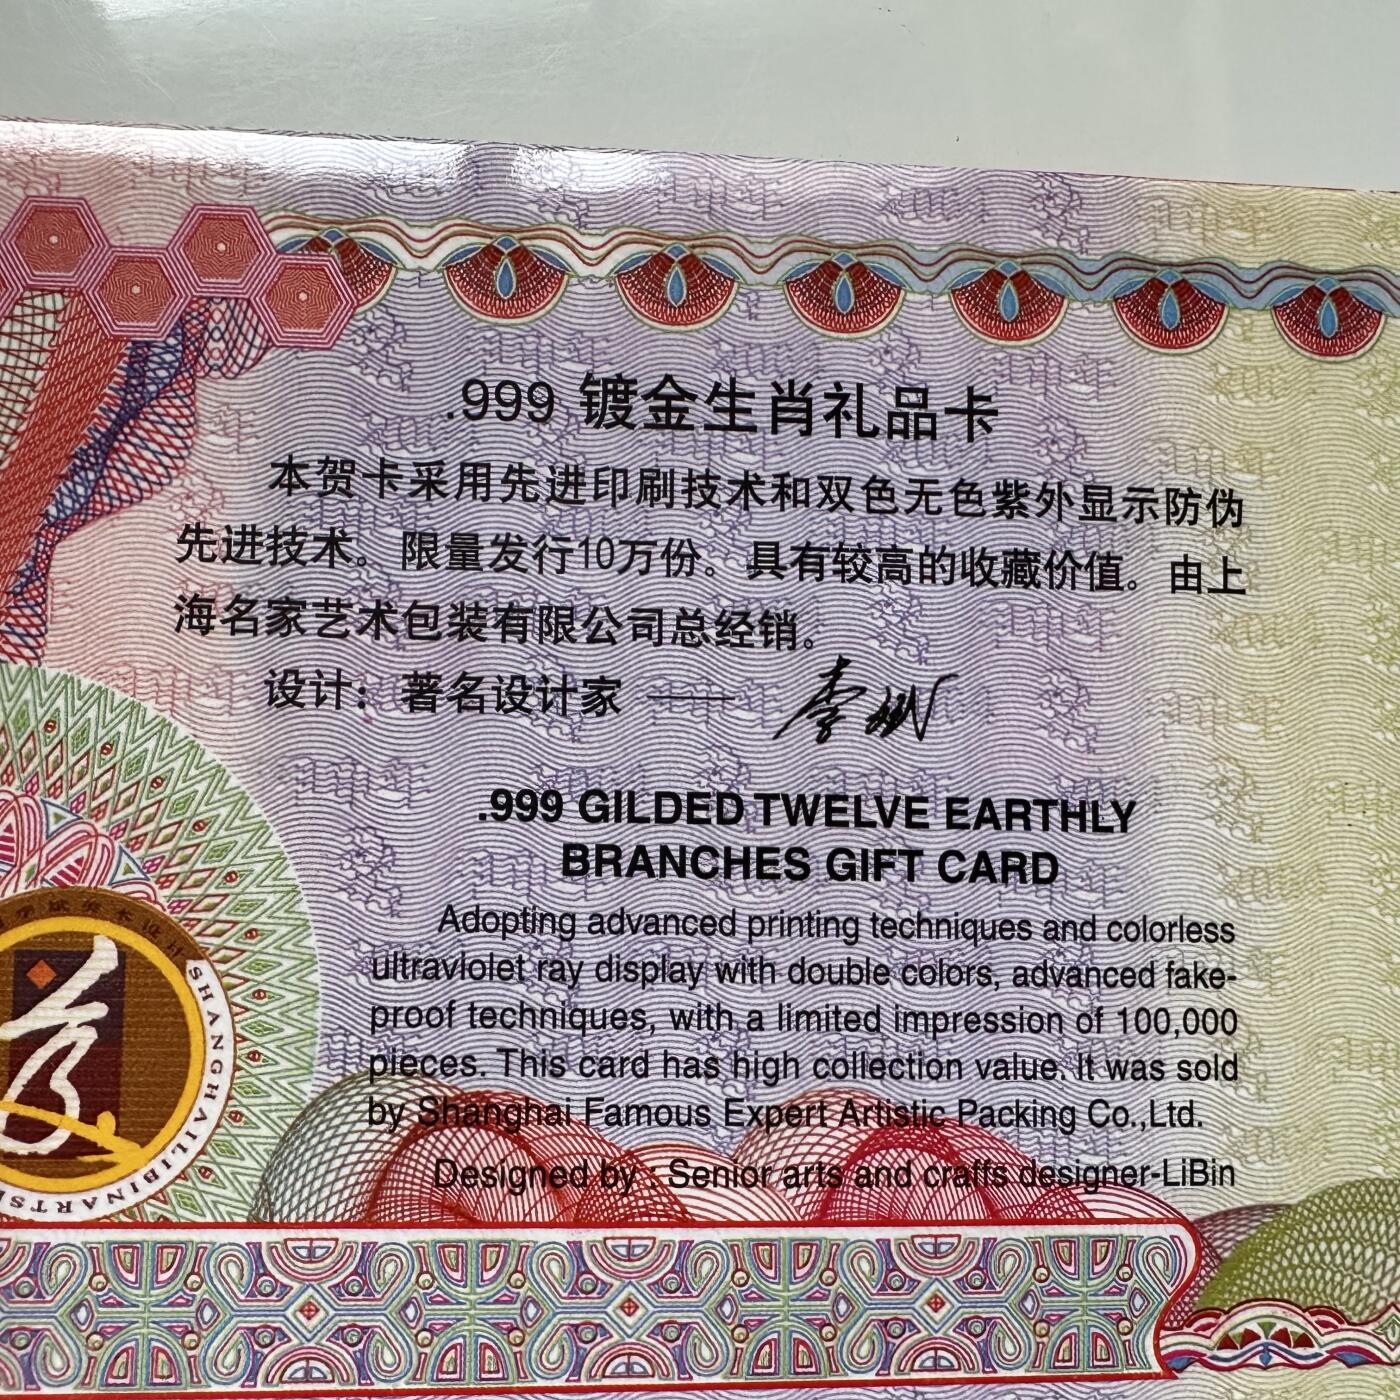 .999 镀金生肖礼品卡
本贺卡采用先进印刷技术和双色无色紫外显示防伪
先进技术。限量发行10万份。具有较高的收藏价值。由上
海名家艺术包装有限公司总经销。
设计：著名设计家 —— 李斌
.999 GILDED TWELVE EARTHLY
BRANCHES GIFT CARD
Adopting advanced printing techniques and colorless
ultraviolet ray display with double colors, advanced fake-
proof techniques, with a limited impression of 100,000
pieces. This card has high collection value. It was sold
by Shanghai Famous Expert Artistic Packing Co.,Ltd.
Designed by : Senior arts and craffs designer-LiBin
SHANGHAILIBINARTS